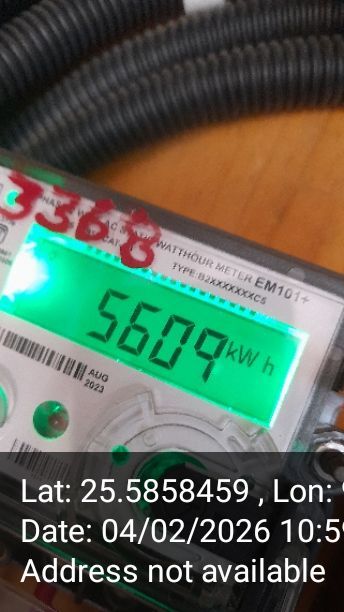 3368
WATTHOUR METER EM101+
TYPE:B2XXXXXXXC5
5609 kWh
AUG
2023
Lat: 25.5858459 , Lon:
Date: 04/02/2026 10:5
Address not available